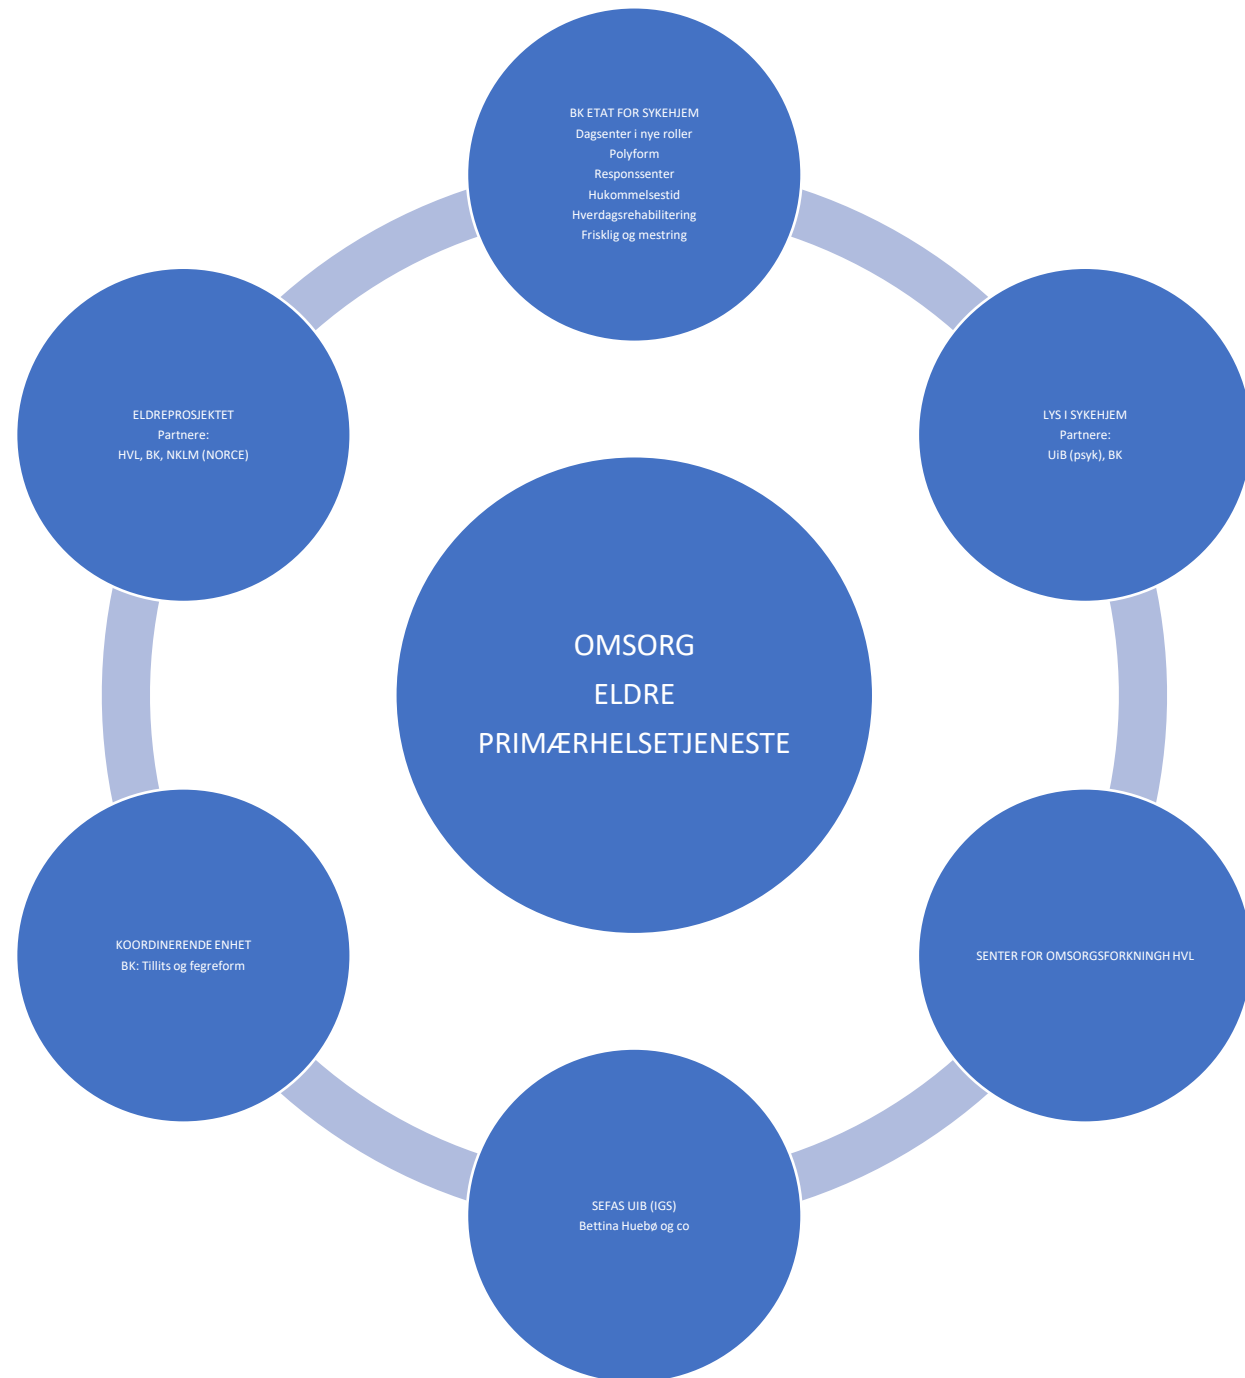 BK ETAT FOR SYKEHJEM
Dagsenter i nye roller
Polyform
Responssenter
Hukommelsestid
Hverdagsrehabilitering
Frisklig og mestring
ELDREPROSJEKTET
Partnere:
HVL, BK, NKLM (NORCE)
LYS I SYKEHJEM
Partnere:
UiB (psyk), BK
OMSORG
ELDRE
PRIMÆRHELSETJENESTE
KOORDINERENDE ENHET
BK: Tillits og fegreform
SENTER FOR OMSORGSFORKNINGH HVL
SEFAS UIB (IGS)
Bettina Huebø og co